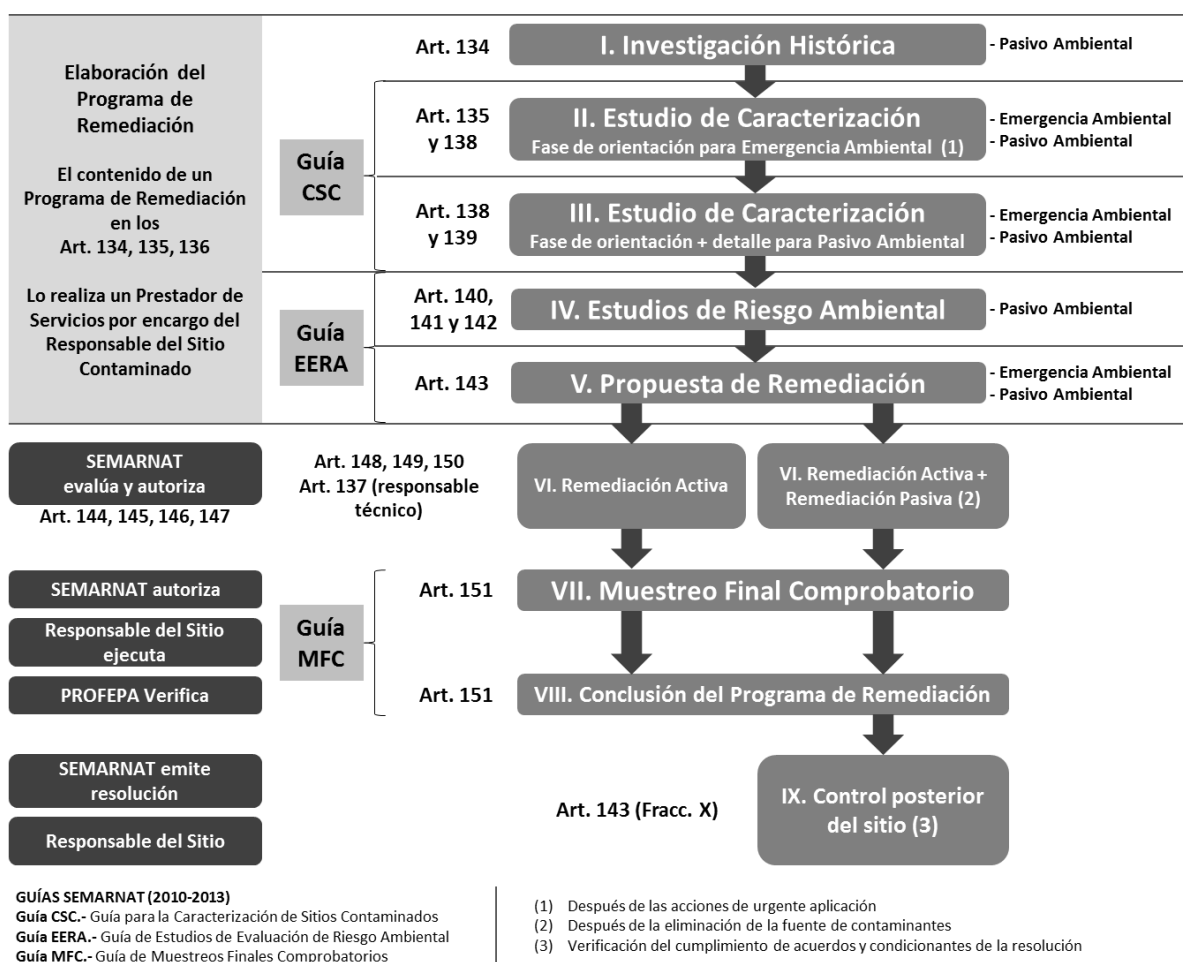 Elaboración del
Programa de
Remediación
El contenido de un
Programa de Remediación
en los
Art. 134, 135, 136
Lo realiza un Prestador de
Servicios por encargo del
Responsable del Sitio
Contaminado
Guía
CSC
Guía
EERA
Art. 134
I. Investigación Histórica
- Pasivo Ambiental
Art. 135
y 138
II. Estudio de Caracterización
Fase de orientación para Emergencia Ambiental (1)
- Emergencia Ambiental
- Pasivo Ambiental
Art. 138
y 139
III. Estudio de Caracterización
Fase de orientación + detalle para Pasivo Ambiental
- Emergencia Ambiental
- Pasivo Ambiental
Art. 140,
141 y 142
IV. Estudios de Riesgo Ambiental
- Pasivo Ambiental
Art. 143
V. Propuesta de Remediación
- Emergencia Ambiental
- Pasivo Ambiental
SEMARNAT
evalúa y autoriza
Art. 144, 145, 146, 147
Art. 148, 149, 150
Art. 137 (responsable
técnico)
VI. Remediación Activa
VI. Remediación Activa +
Remediación Pasiva (2)
SEMARNAT autoriza
Responsable del Sitio
ejecuta
PROFEPA Verifica
Guía
MFC
Art. 151
VII. Muestreo Final Comprobatorio
Art. 151
VIII. Conclusión del Programa de Remediación
SEMARNAT emite
resolución
Responsable del Sitio
Art. 143 (Fracc. X)
IX. Control posterior
del sitio (3)
GUÍAS SEMARNAT (2010-2013)
Guía CSC.- Guía para la Caracterización de Sitios Contaminados
Guía EERA.- Guía de Estudios de Evaluación de Riesgo Ambiental
Guía MFC.- Guía de Muestreos Finales Comprobatorios
(1) Después de las acciones de urgente aplicación
(2) Después de la eliminación de la fuente de contaminantes
(3) Verificación del cumplimiento de acuerdos y condicionantes de la resolución